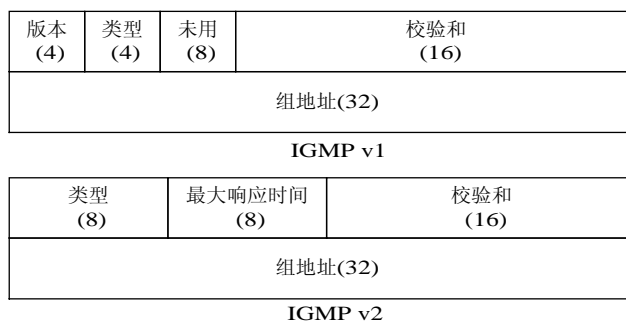 版本 类型 未用 校验和
(4) (4) (8) (16)
组地址(32)
IGMP v1
类型 最大响应时间 校验和
(8) (8) (16)
组地址(32)
IGMP v2